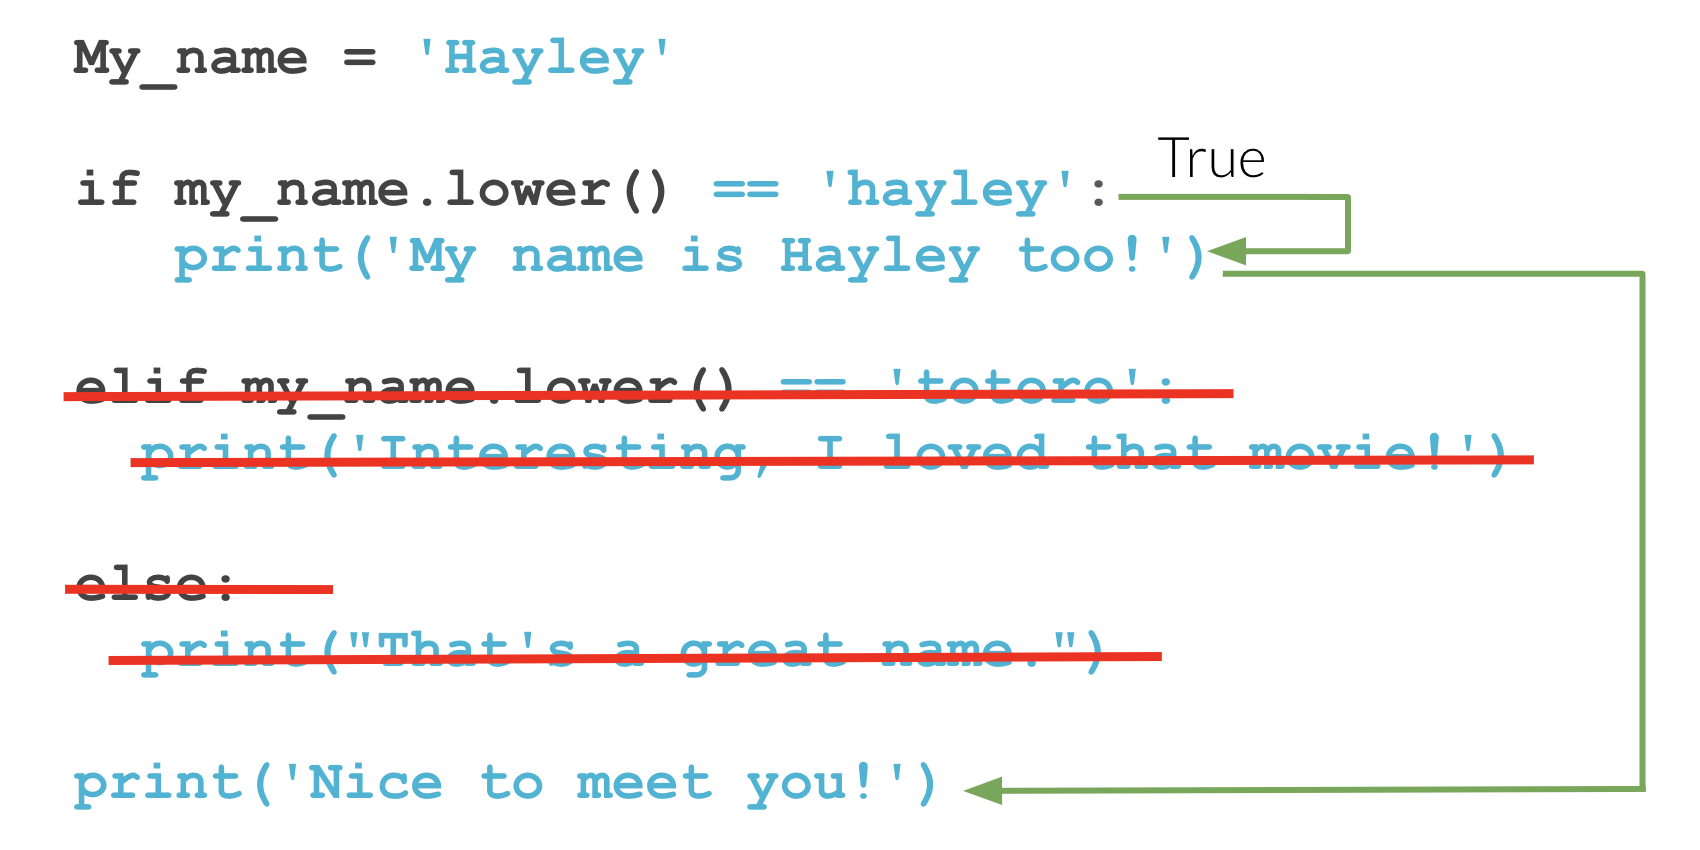 My_name = 'Hayley'
True
if my_name.lower() == 'hayley':
print('My name is Hayley too!')
elif my_name.lower() == 'totoro':
print('Interesting, I loved that movie!')
else:
print("That's a great name.")
print('Nice to meet you!')